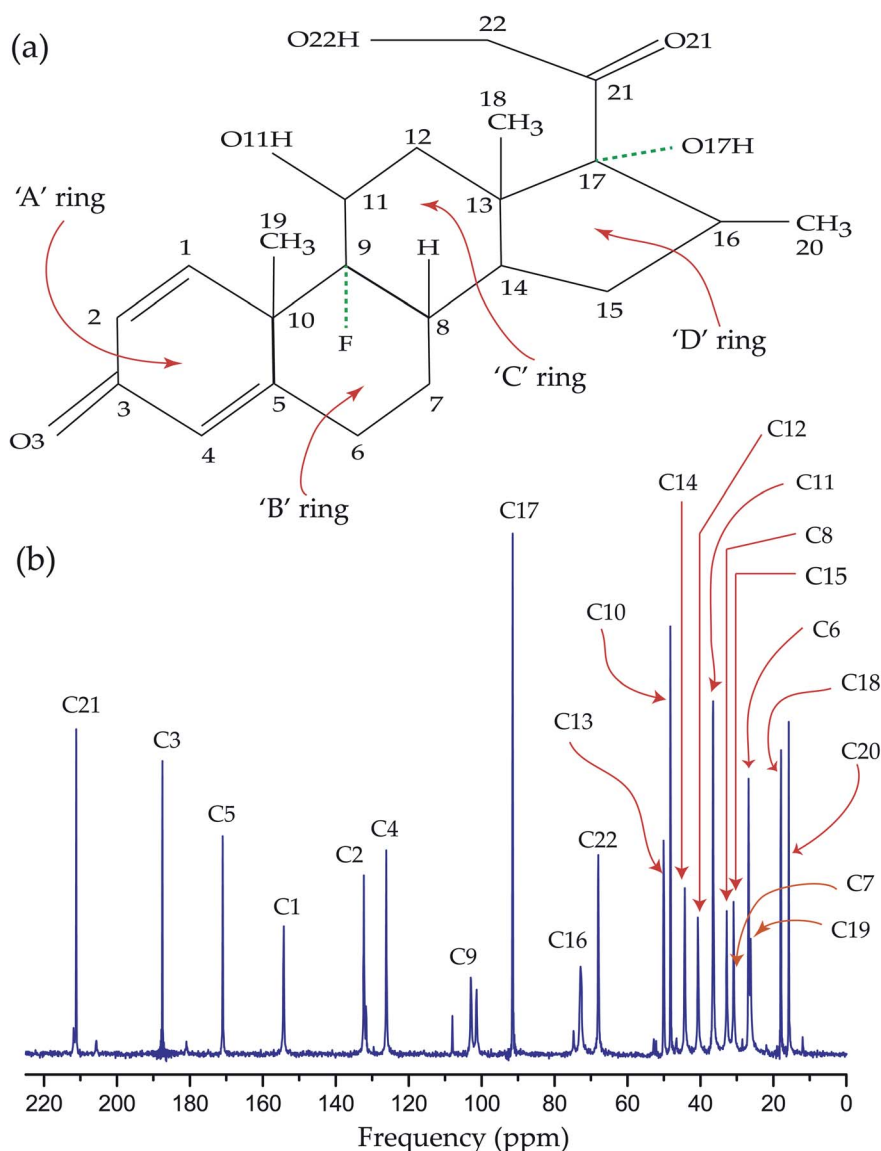 (a)
22
O22H
O21
21
18
CH₃
12
O11H
O17H
17
'A' ring
11
13
19
CH₃
9
H
16
CH₃
20
1
14
15
2
10
8
F
'D' ring
'C' ring
3
5
7
O3
4
6
'B' ring
C12
C14
C11
C17
C8
(b)
C15
C10
C6
C18
C21
C13
C3
C20
C5
C2
C4
C22
C7
C1
C19
C9
C16
220
200
180
160
140
120
100
80
60
40
20
0
Frequency (ppm)